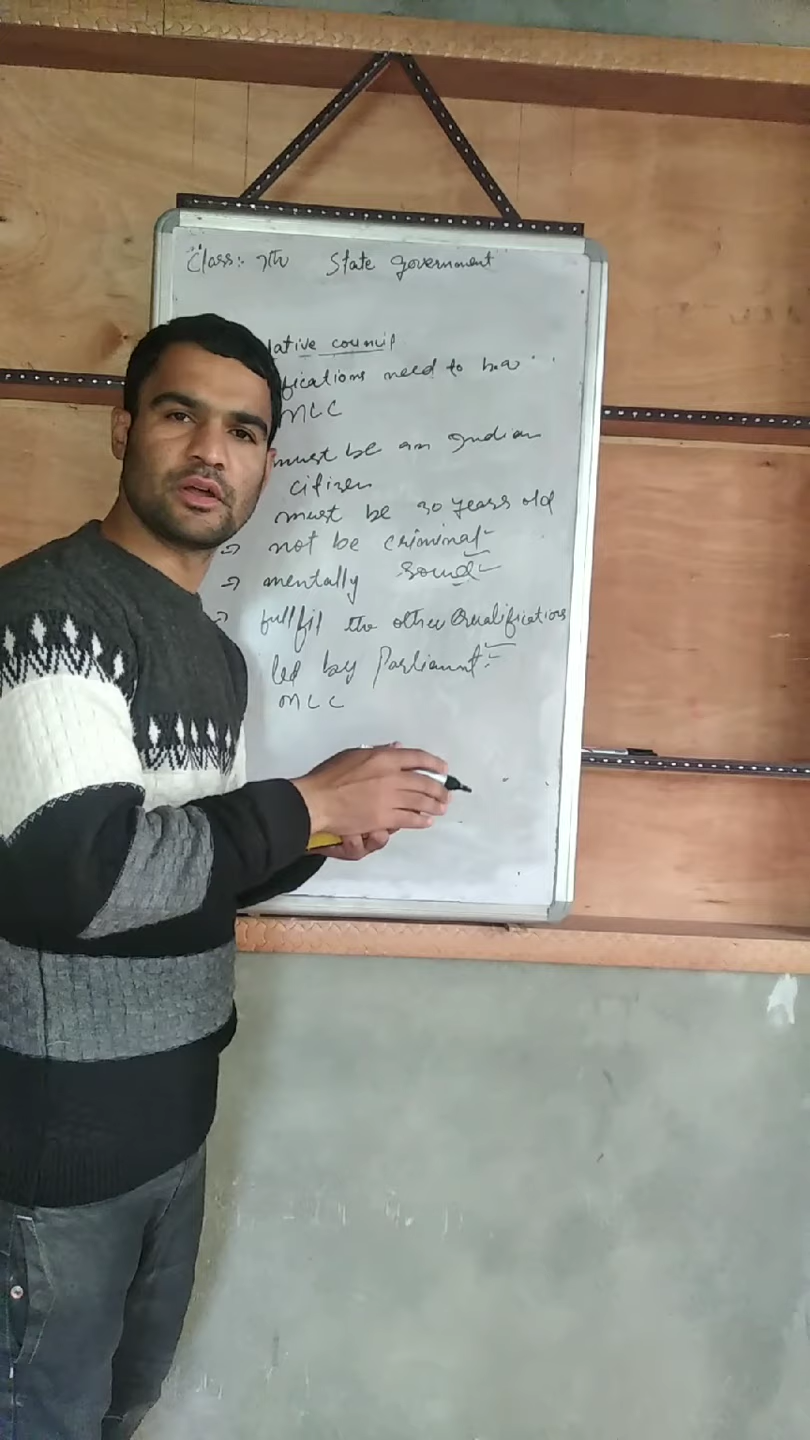 Class:- 7th State government
lative council
fications need to be a
MLC
must be an Indian
citizen
must be 30 years old
→ not be criminal
→ mentally sound
→ fullfil the other Qualifications
led by Parliament
MLC